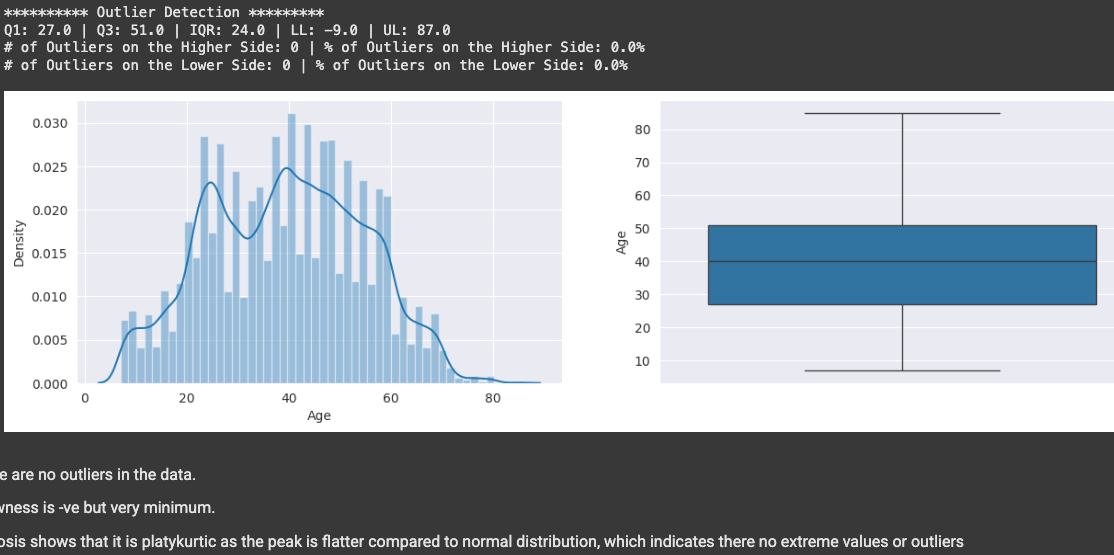 ********** Outlier Detection *********
Q1: 27.0 | Q3: 51.0 | IQR: 24.0 | LL: -9.0 | UL: 87.0
# of Outliers on the Higher Side: 0 | % of Outliers on the Higher Side: 0.0%
# of Outliers on the Lower Side: 0 | % of Outliers on the Lower Side: 0.0%
0.030
0.025
0.020
0.015
0.010
0.005
0.000
Density
0 20 40 60 80
Age
80
70
60
50
40
30
20
10
Age
e are no outliers in the data.
wness is -ve but very minimum.
osis shows that it is platykurtic as the peak is flatter compared to normal distribution, which indicates there no extreme values or outliers